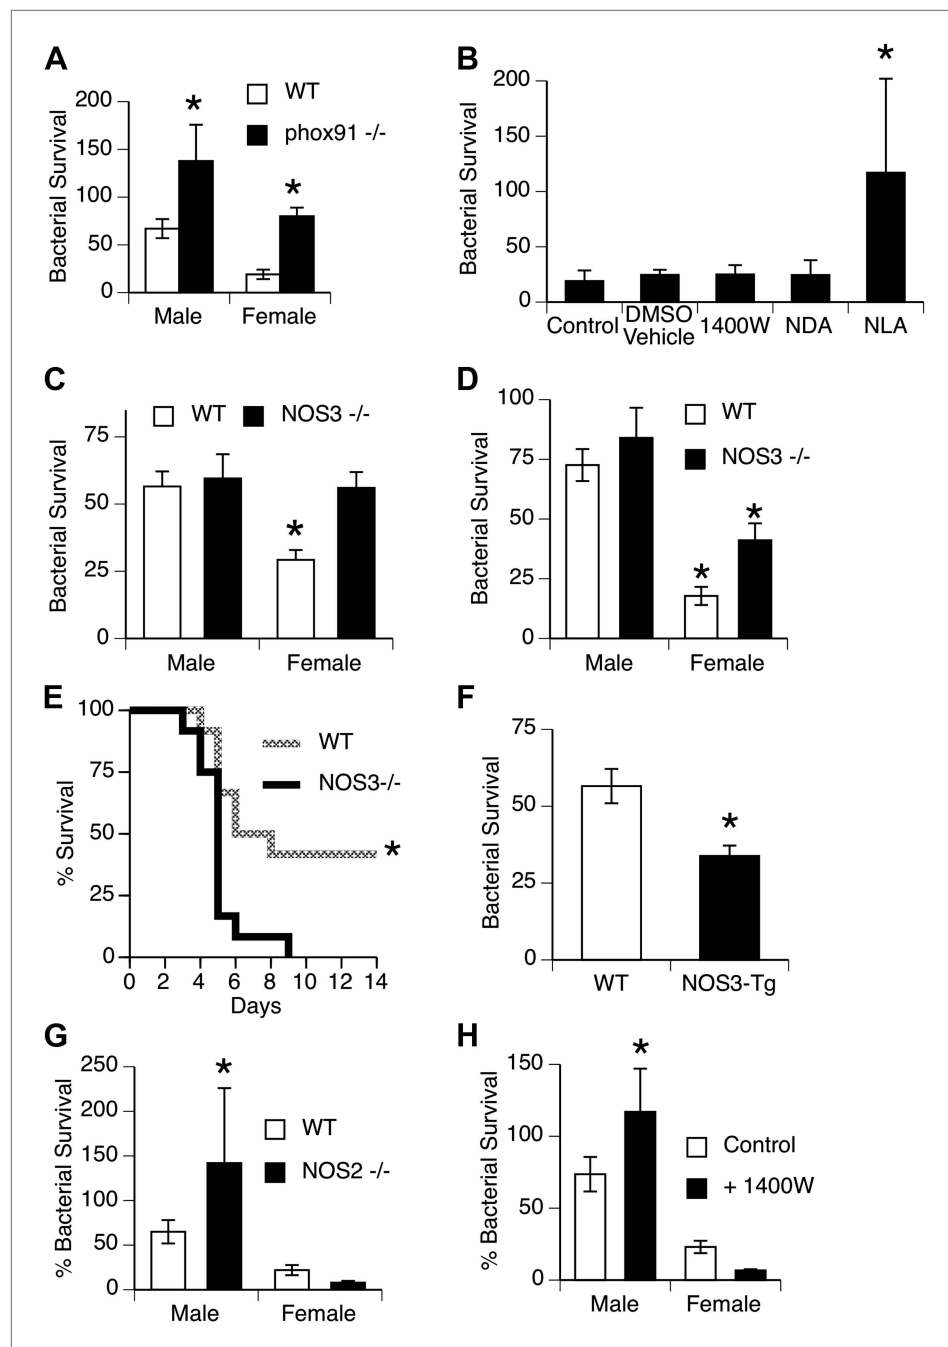 A
WT
phox91 -/-
*
*
Bacterial Survival
200
150
100
50
0
Male Female
B
*
Bacterial Survival
200
150
100
50
0
Control DMSO Vehicle 1400W NDA NLA
C
WT NOS3 -/-
Bacterial Survival
75
50
25
0
*
Male Female
D
WT
NOS3 -/-
Bacterial Survival
100
75
50
25
0
*
*
Male Female
E
WT
NOS3-/-
*
% Survival
100
75
50
25
0
0 2 4 6 8 10 12 14
Days
F
Bacterial Survival
75
50
25
0
*
WT NOS3-Tg
G
*
WT
NOS2 -/-
% Bacterial Survival
250
200
150
100
50
0
Male Female
H
*
Control
+ 1400W
% Bacterial Survival
150
100
50
0
Male Female